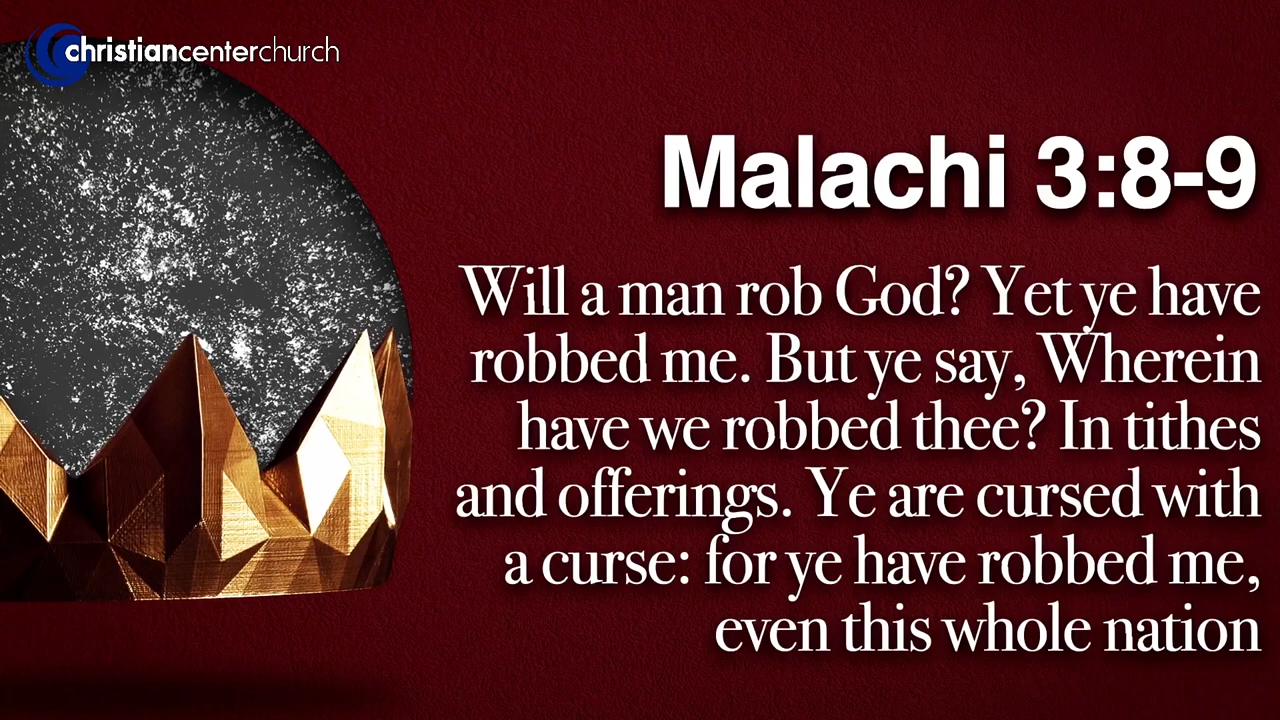 christiancenterchurch
Malachi 3:8-9
Will a man rob God? Yet ye have
robbed me. But ye say, Wherein
have we robbed thee? In tithes
and offerings. Ye are cursed with
a curse: for ye have robbed me,
even this whole nation